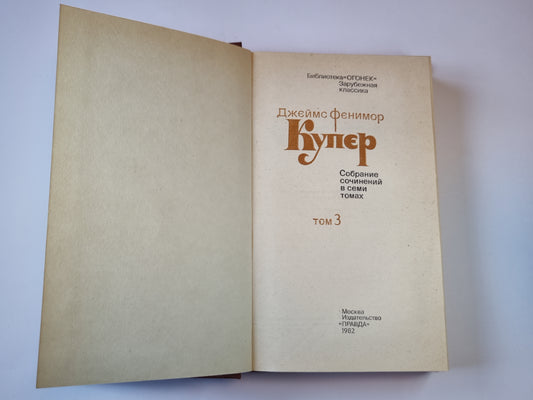 Библиотека «ОГОНЕК»
Зарубежная
классика
Джеймс Фенимор
Купер
Собрание
сочинений
в семи
томах
том 3
Москва
Издательство
«ПРАВДА»
1982